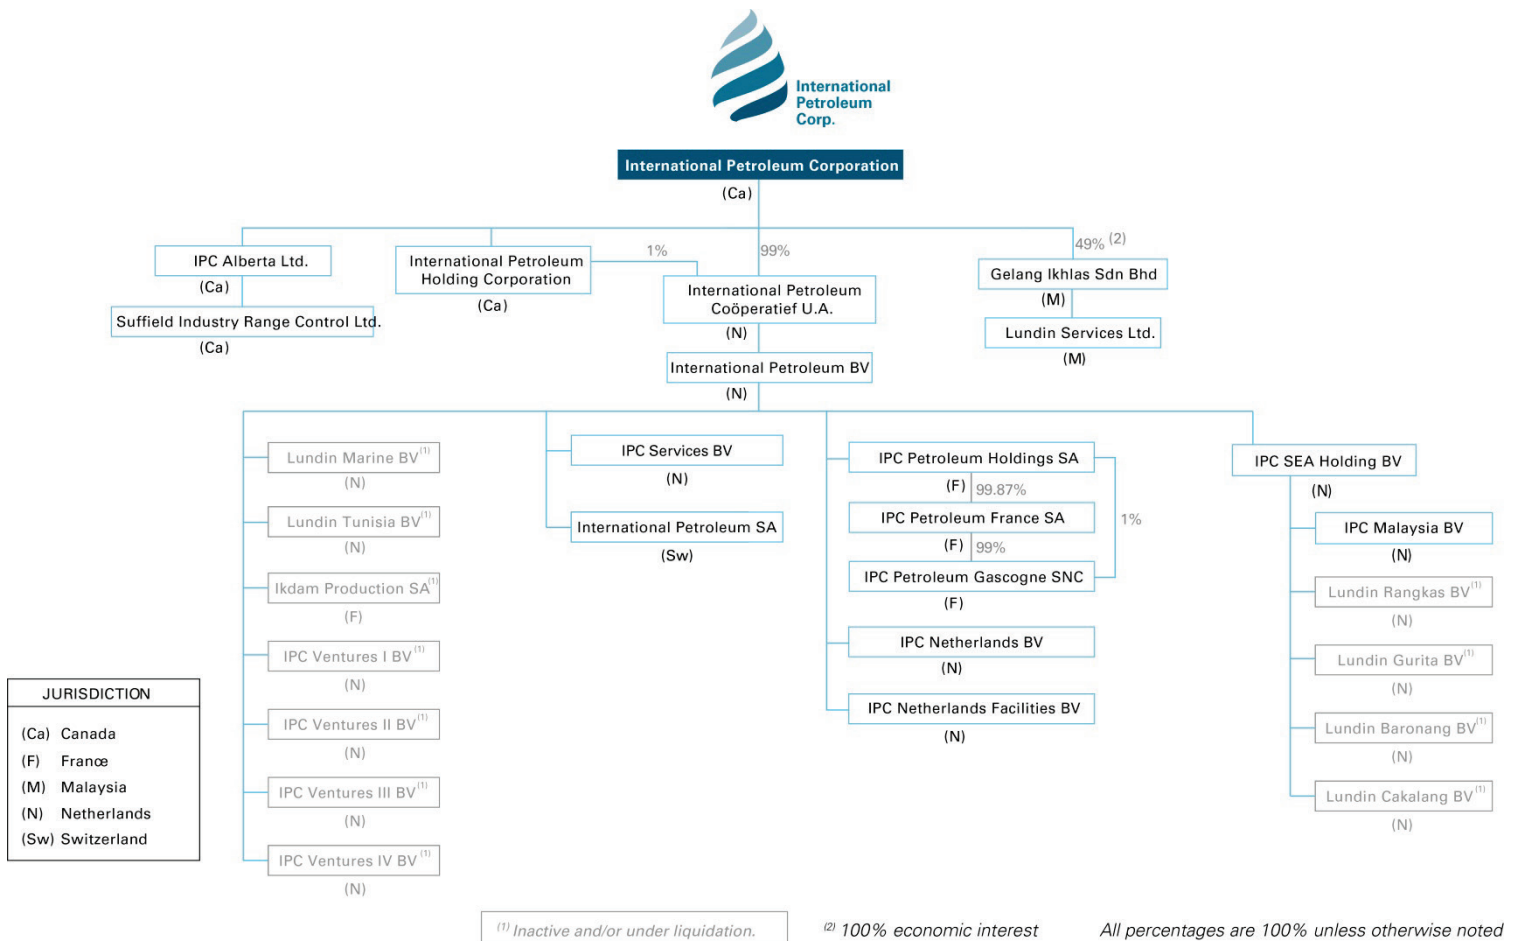 International
Petroleum
Corp.
International Petroleum Corporation
(Ca)
IPC Alberta Ltd.
(Ca)
Suffield Industry Range Control Ltd.
(Ca)
International Petroleum
Holding Corporation
(Ca)
1%
99%
International Petroleum
Coöperatief U.A.
(N)
International Petroleum BV
(N)
49% (2)
Gelang Ikhlas Sdn Bhd
(M)
Lundin Services Ltd.
(M)
Lundin Marine BV (1)
(N)
Lundin Tunisia BV (1)
(N)
Ikdam Production SA (1)
(F)
IPC Ventures I BV (1)
(N)
IPC Ventures II BV (1)
(N)
IPC Ventures III BV (1)
(N)
IPC Ventures IV BV (1)
(N)
IPC Services BV
(N)
International Petroleum SA
(Sw)
IPC Petroleum Holdings SA
(F) 99.87%
IPC Petroleum France SA
(F) 99%
1%
IPC Petroleum Gascogne SNC
(F)
IPC Netherlands BV
(N)
IPC Netherlands Facilities BV
(N)
IPC SEA Holding BV
(N)
IPC Malaysia BV
(N)
Lundin Rangkas BV (1)
(N)
Lundin Gurita BV (1)
(N)
Lundin Baronang BV (1)
(N)
Lundin Cakalang BV (1)
(N)
JURISDICTION
(Ca) Canada
(F) France
(M) Malaysia
(N) Netherlands
(Sw) Switzerland
(1) Inactive and/or under liquidation.
(2) 100% economic interest
All percentages are 100% unless otherwise noted